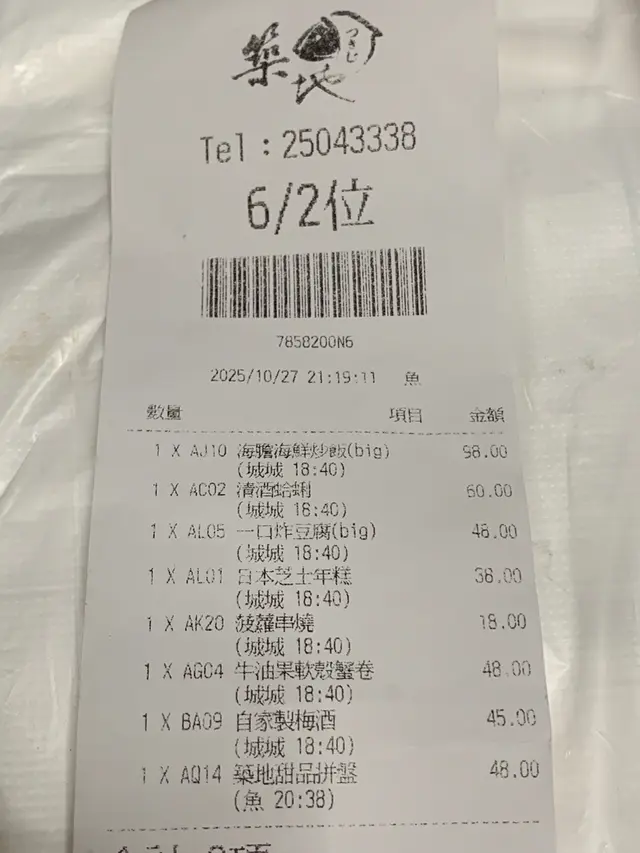 築地
つきじ
Tel：25043338
6/2位
7858200N6
2025/10/27 21:19:11 魚
數量 項目 金額
1 X AJ10 海膽海鮮炒飯(big) 98.00
(城城 18:40)
1 X AC02 清酒蛤蜊 60.00
(城城 18:40)
1 X AL05 一口炸豆腐(big) 48.00
(城城 18:40)
1 X AL01 日本芝士年糕 38.00
(城城 18:40)
1 X AK20 菠蘿串燒 18.00
(城城 18:40)
1 X AG04 牛油果軟殼蟹卷 48.00
(城城 18:40)
1 X BA09 自家製梅酒 45.00
(城城 18:40)
1 X AQ14 築地甜品拼盤 48.00
(魚 20:38)